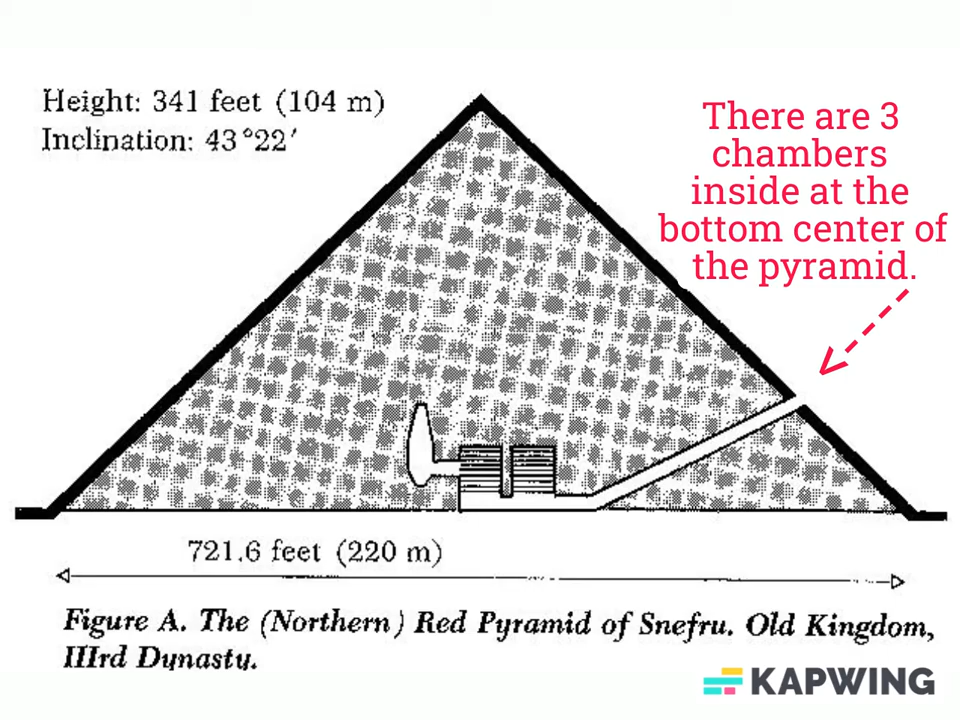 Height: 341 feet (104 m)
Inclination: 43°22′
There are 3
chambers
inside at the
bottom center of
the pyramid.
721.6 feet (220 m)
Figure A. The (Northern) Red Pyramid of Snefru. Old Kingdom,
IIIrd Dynastu.
KAPWING